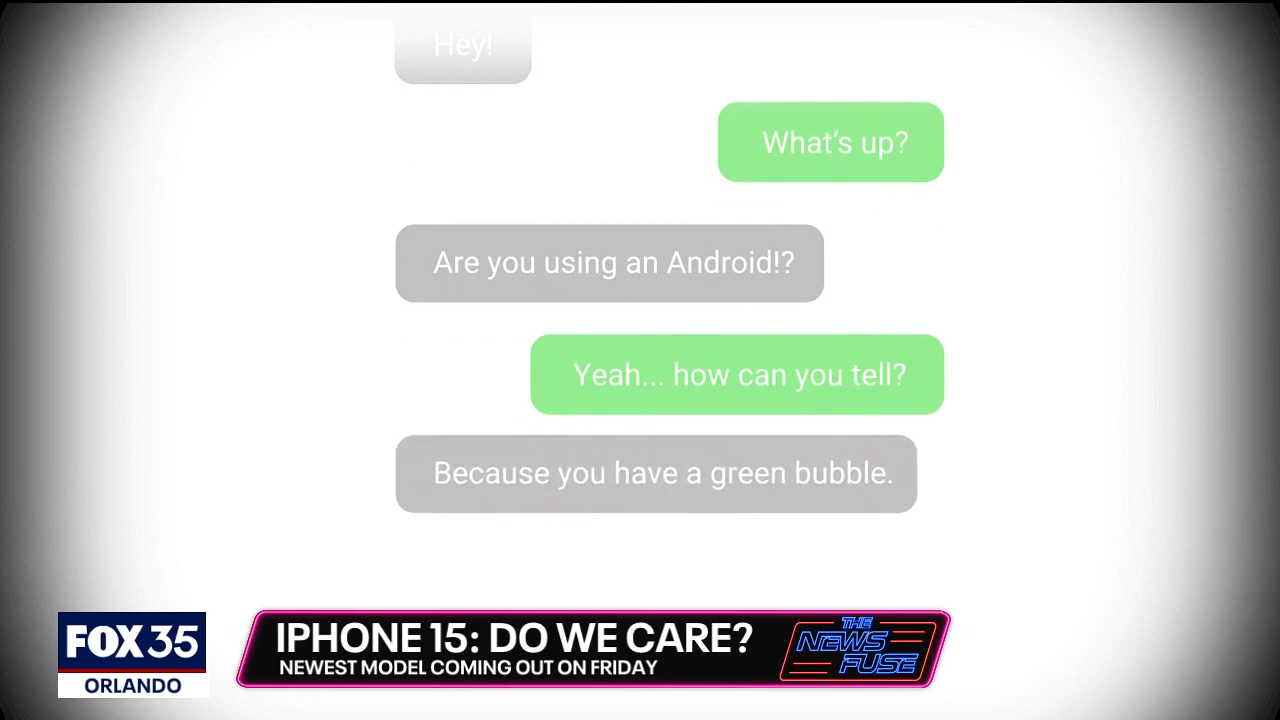 Hey!
What's up?
Are you using an Android!?
Yeah... how can you tell?
Because you have a green bubble.
FOX 35
ORLANDO
IPHONE 15: DO WE CARE?
NEWEST MODEL COMING OUT ON FRIDAY
THE
NEWS
FUSE